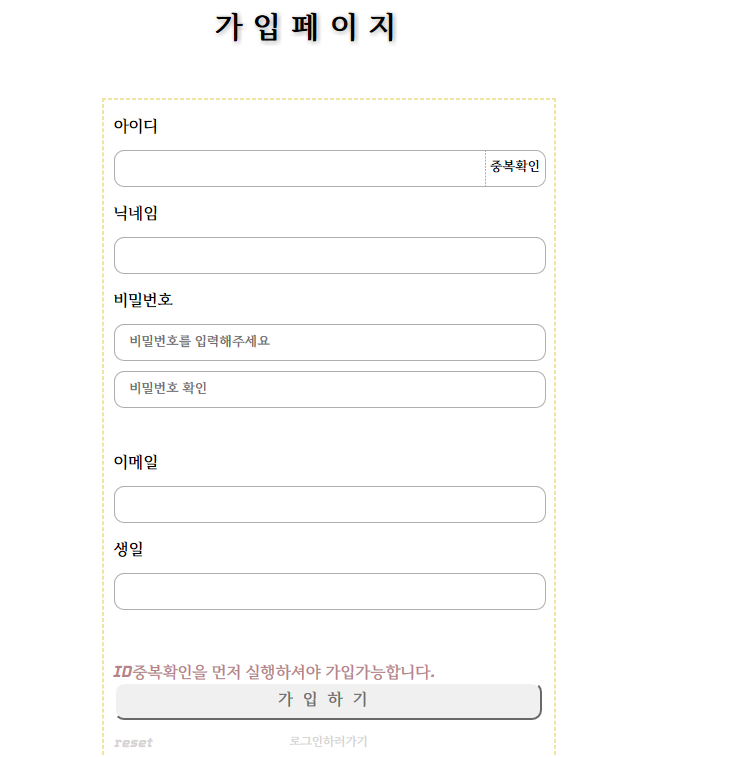 가 입 페 이 지
아이디
중복확인
닉네임
비밀번호
비밀번호를 입력해주세요
비밀번호 확인
이메일
생일
ID중복확인을 먼저 실행하셔야 가입가능합니다.
가 입 하 기
reset 로그인하러가기